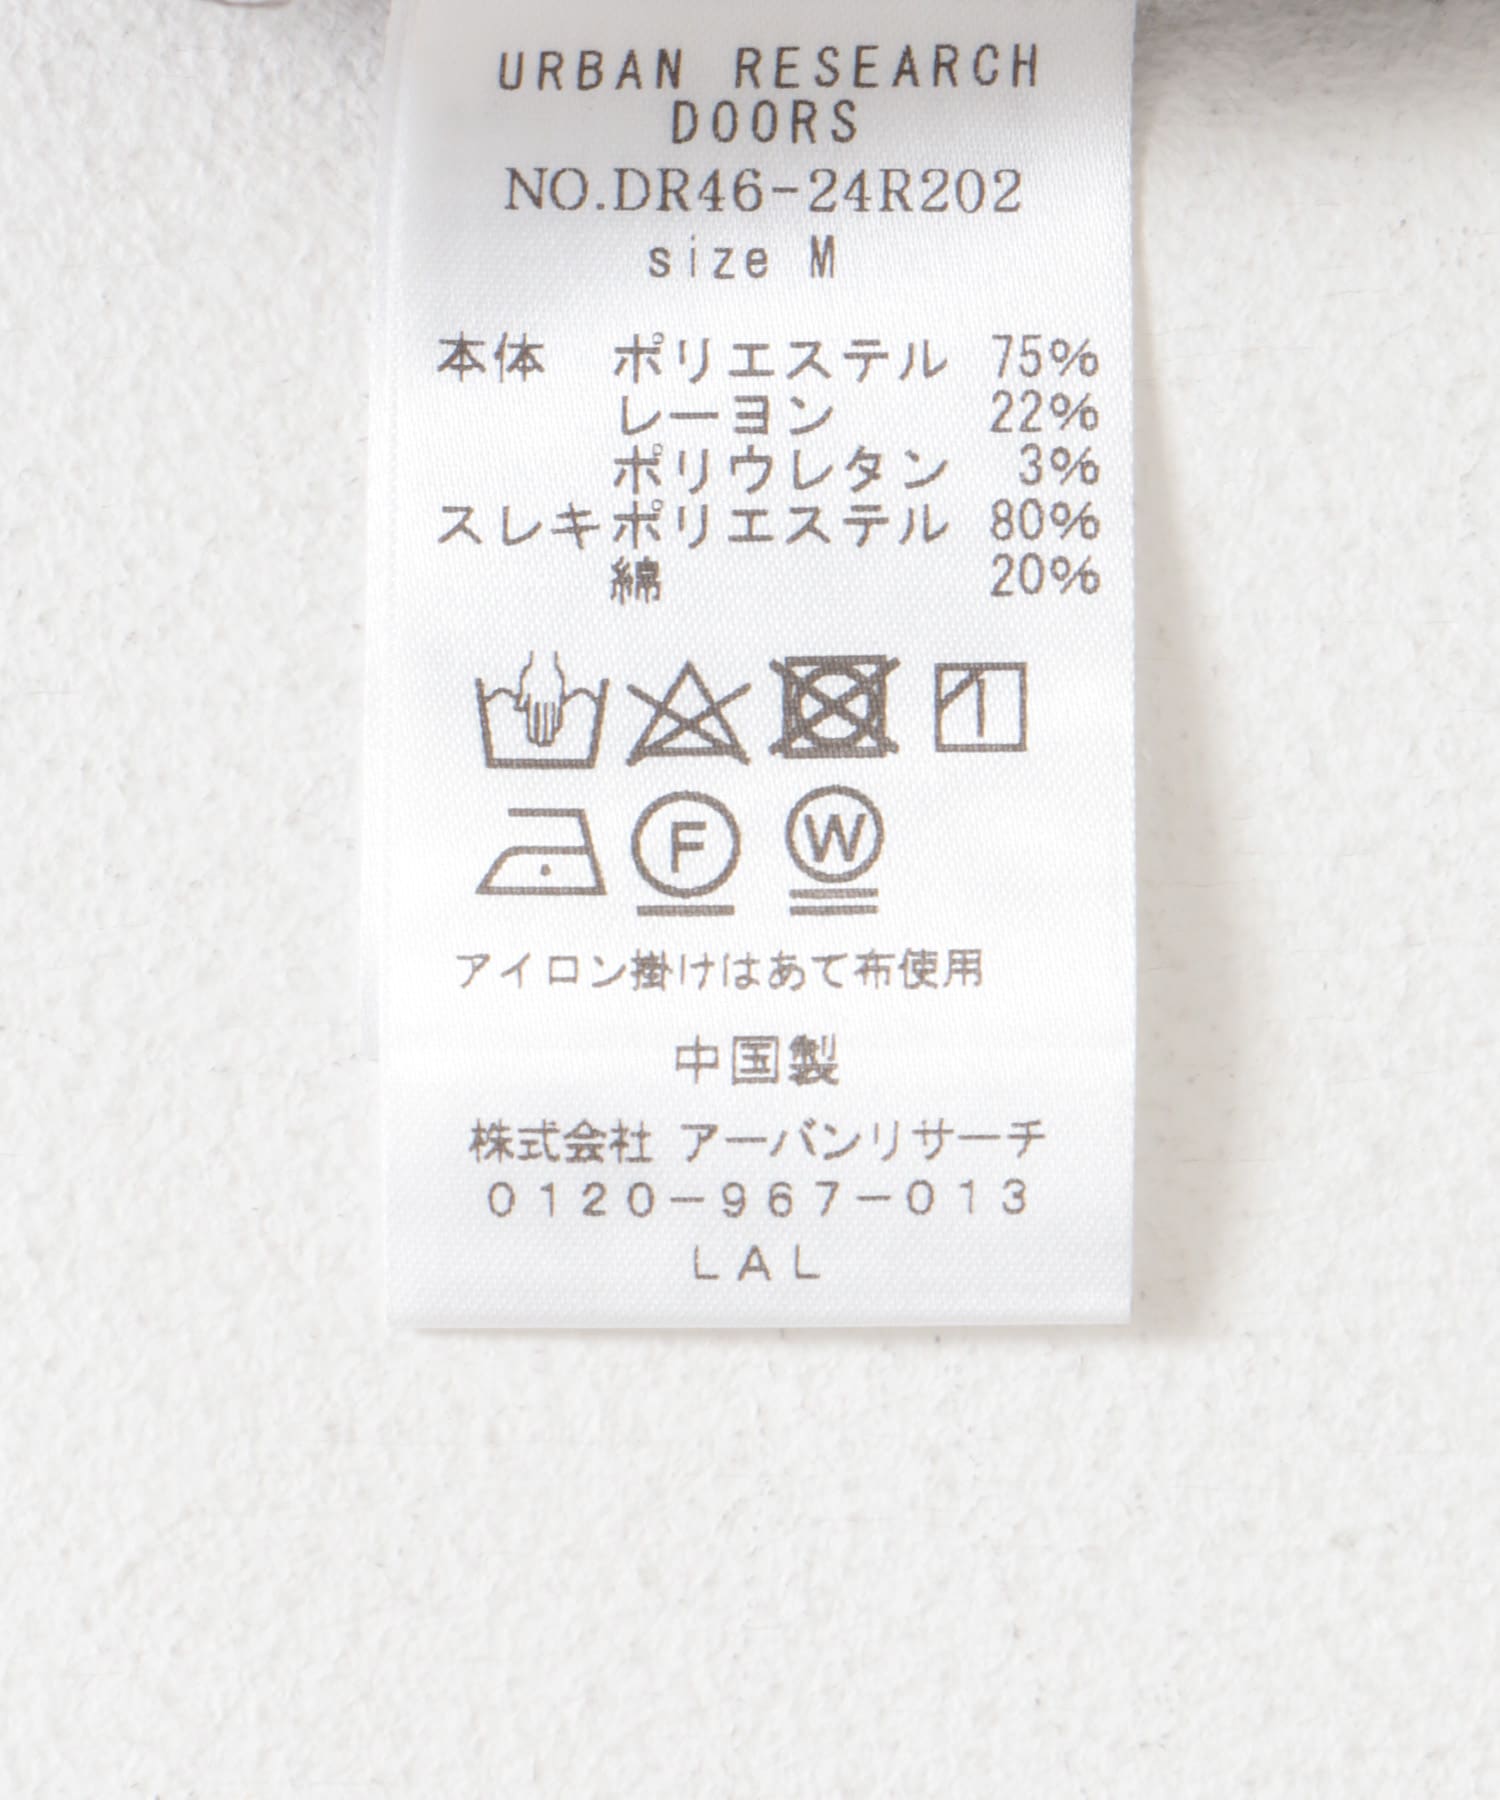 URBAN RESEARCH
DOORS
NO.DR46-24R202
size M
本体 ポリエステル 75%
レーヨン 22%
ポリウレタン 3%
スレキポリエステル 80%
綿 20%
F W
アイロン掛けはあて布使用
中国製
株式会社 アーバンリサーチ
0120-967-013
LAL